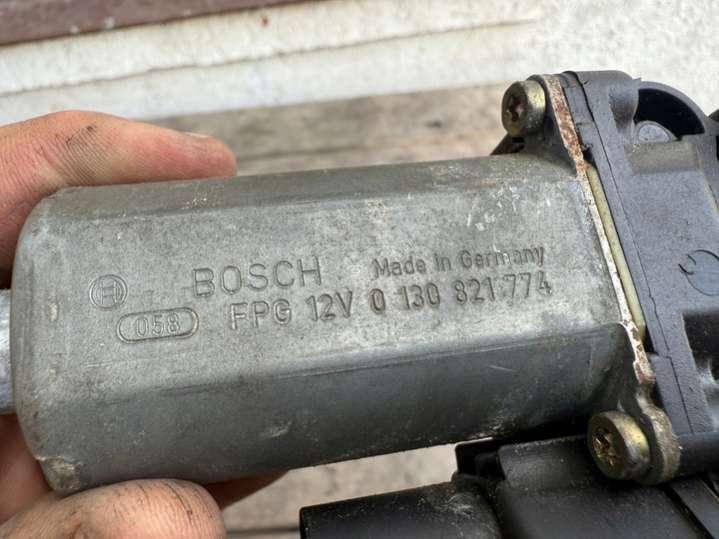 BOSCH Made in Germany
058 FPG 12V 0 130 821 774